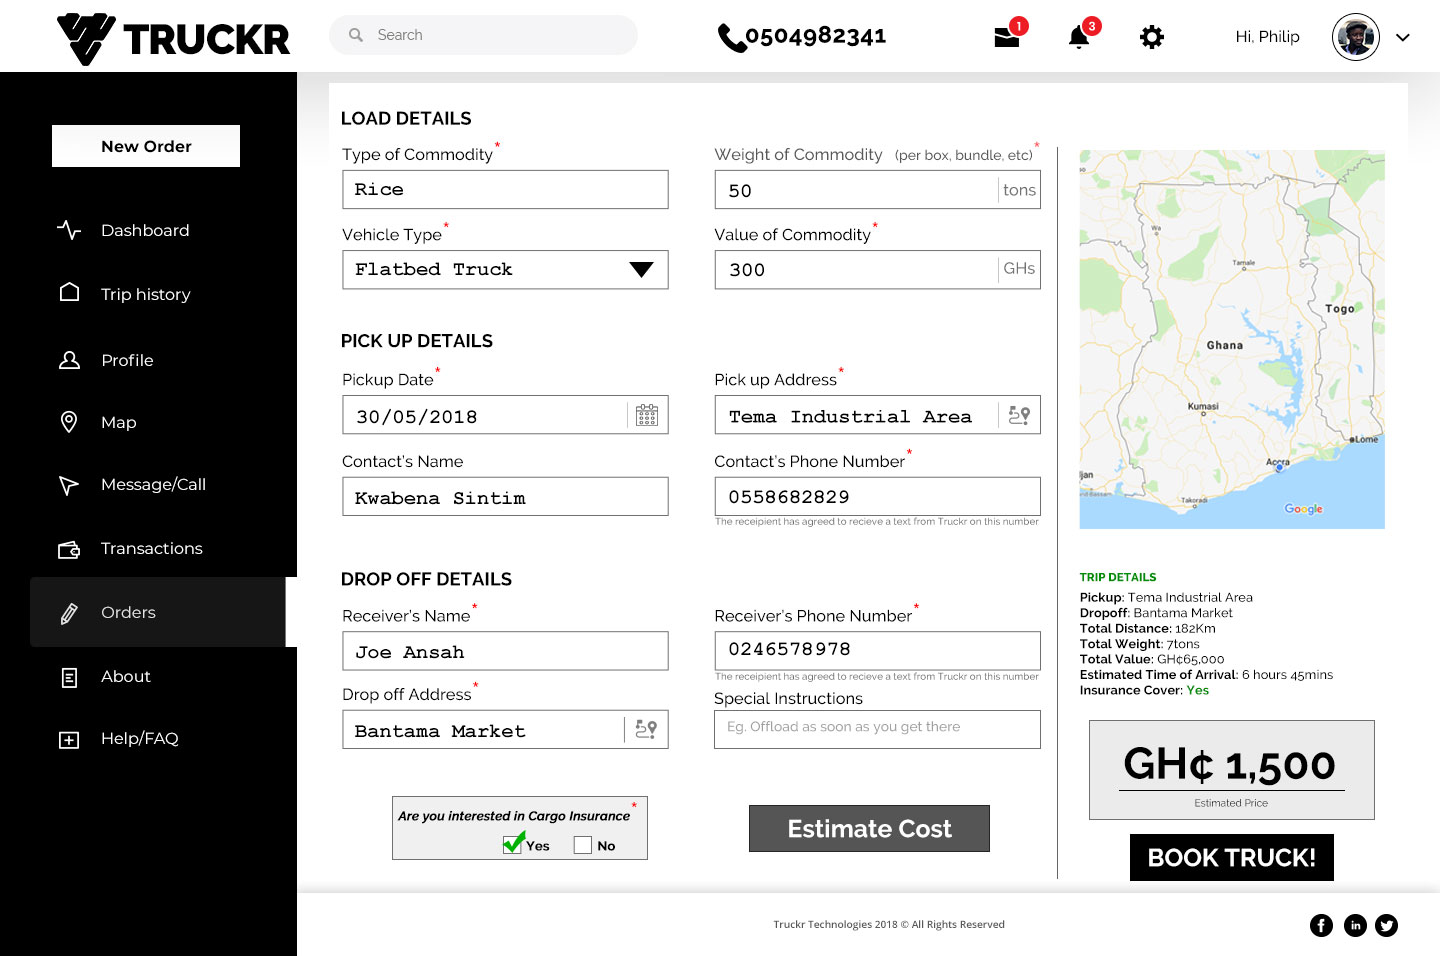 TRUCKR
Search
0504982341
1
3
Hi, Philip
New Order
Dashboard
Trip history
Profile
Map
Message/Call
Transactions
Orders
About
Help/FAQ
LOAD DETAILS
Type of Commodity*
Rice
Weight of Commodity (per box, bundle, etc)*
50 tons
Vehicle Type*
Flatbed Truck
Value of Commodity*
300 GHs
PICK UP DETAILS
Pickup Date*
30/05/2018
Pick up Address*
Tema Industrial Area
Contact's Name
Kwabena Sintim
Contact's Phone Number*
0558682829
The receipient has agreed to recieve a text from Truckr on this number
DROP OFF DETAILS
Receiver's Name*
Joe Ansah
Receiver's Phone Number*
0246578978
The receipient has agreed to recieve a text from Truckr on this number
Drop off Address*
Bantama Market
Special Instructions
Eg. Offload as soon as you get there
Are you interested in Cargo Insurance*
Yes No
Estimate Cost
Wa
Tamale
Togo
Ghana
Kumasi
Lome
Accra
djan
nd-Bassam
Takoradi
Google
TRIP DETAILS
Pickup: Tema Industrial Area
Dropoff: Bantama Market
Total Distance: 182Km
Total Weight: 7tons
Total Value: GH¢65,000
Estimated Time of Arrival: 6 hours 45mins
Insurance Cover: Yes
GH¢ 1,500
Estimated Price
BOOK TRUCK!
Truckr Technologies 2018 © All Rights Reserved